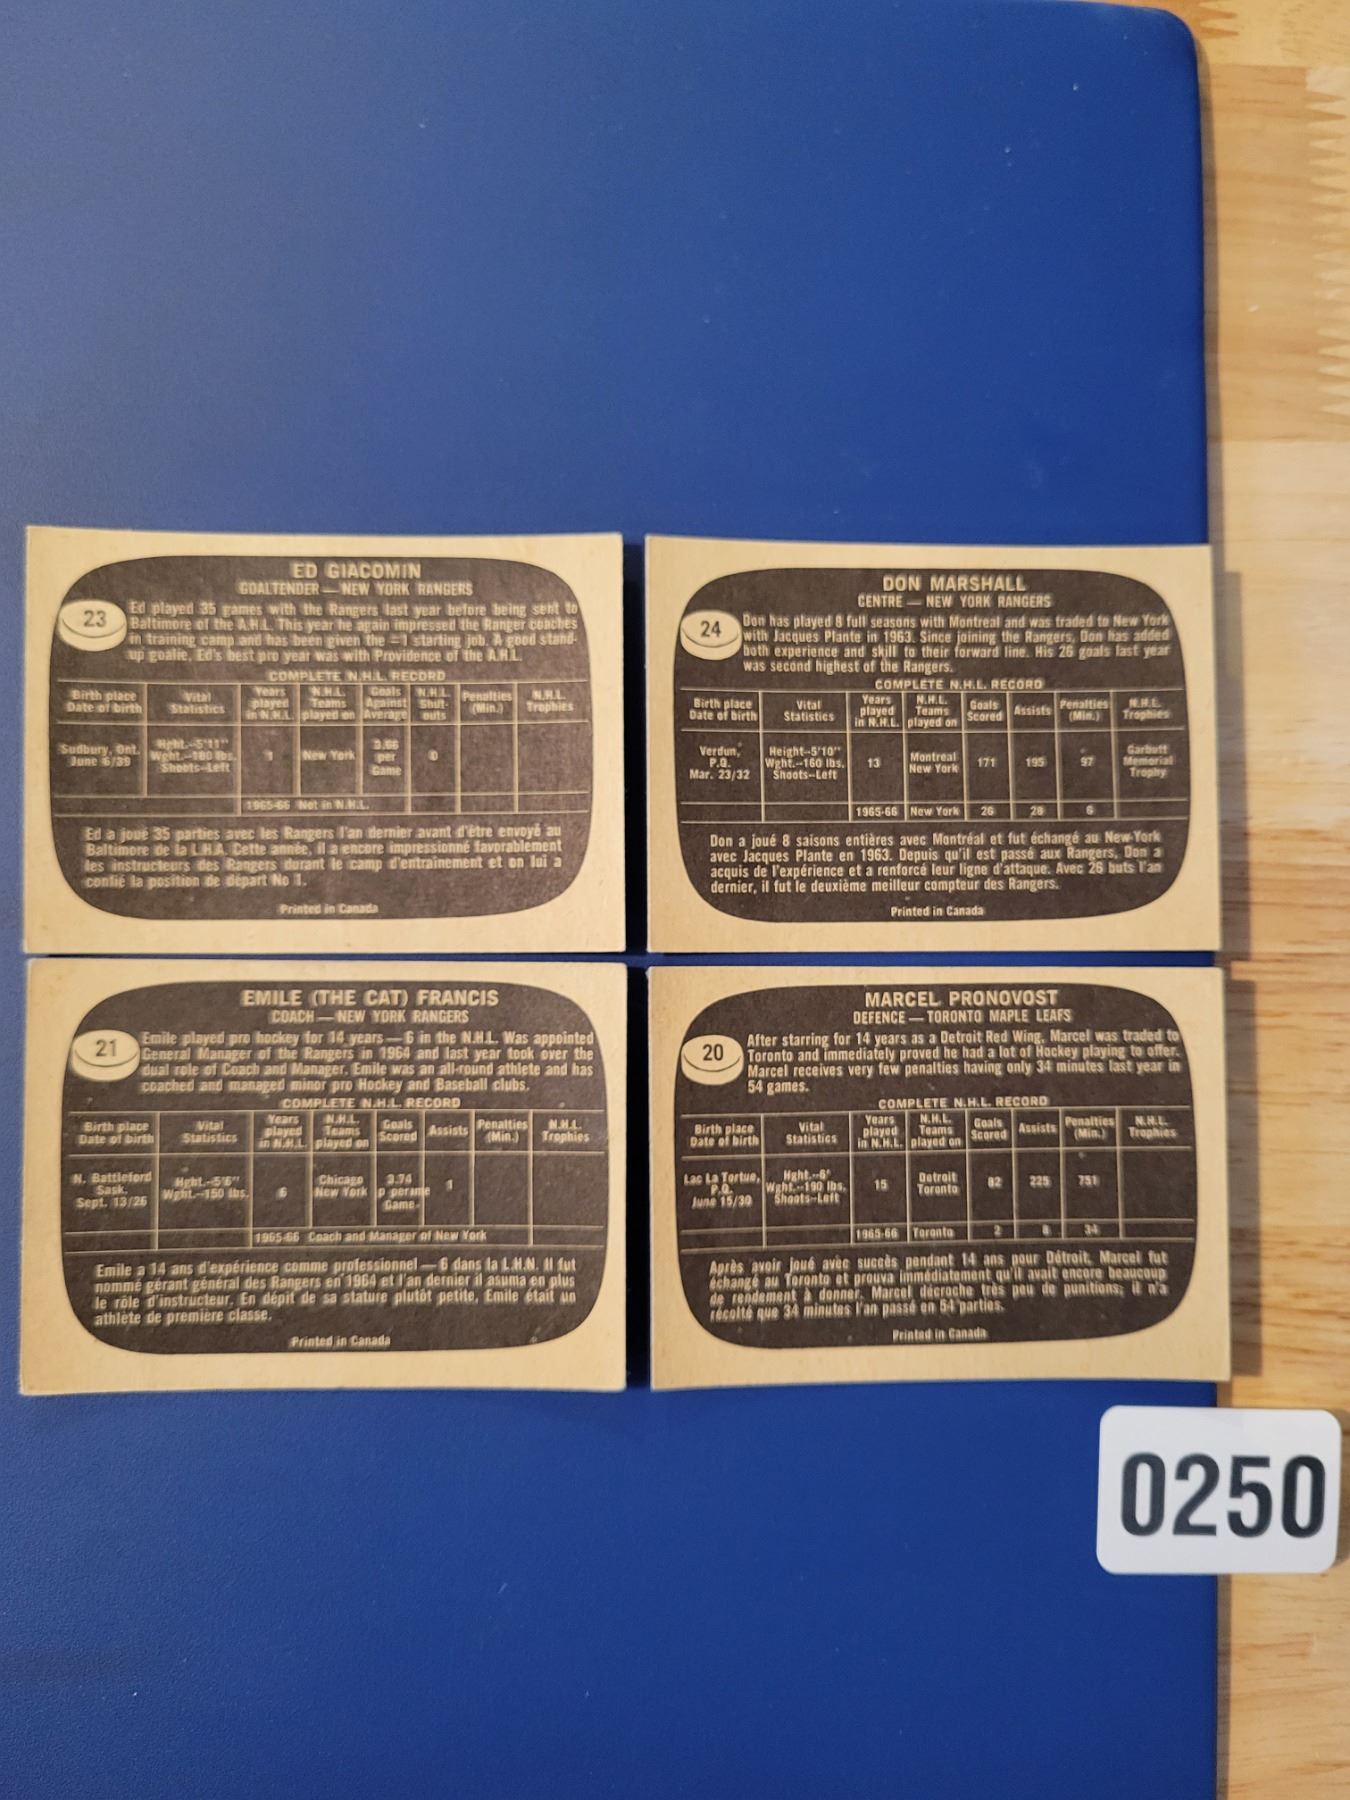 ED GIACOMIN
GOALTENDER — NEW YORK RANGERS
23
Ed played 35 games with the Rangers last year before being sent to
Baltimore of the A.H.L. This year he again impressed the Ranger coaches
in training camp and has been given the —1 starting job. A good stand-
up goalie, Ed's best pro year was with Providence of the A.H.L.
COMPLETE N.H.L. RECORD
Birth place Date of birth Vital Statistics Years played in N.H.L. N.H.L. Teams played on Goals Against Average N.H.L. Shut-outs Penalties (Min.) N.H.L. Trophies
Sudbury, Ont. June 6/39 Hght.--5'11" Wght.--180 lbs. Shoots--Left 1 New York 3.66 per Game 0
1965-66 Not in N.H.L.
Ed a joué 35 parties avec les Rangers l'an dernier avant d'être envoyé au
Baltimore de la L.H.A. Cette année, il a encore impressionné favorablement
les instructeurs des Rangers durant le camp d'entraînement et on lui a
confié la position de départ No 1.
Printed in Canada
DON MARSHALL
CENTRE — NEW YORK RANGERS
24
Don has played 8 full seasons with Montreal and was traded to New York
with Jacques Plante in 1963. Since joining the Rangers, Don has added
both experience and skill to their forward line. His 26 goals last year
was second highest of the Rangers.
COMPLETE N.H.L. RECORD
Birth place Date of birth Vital Statistics Years played in N.H.L. N.H.L. Teams played on Goals Scored Assists Penalties (Min.) N.H.L. Trophies
Verdun, P.Q. Mar. 23/32 Height--5'10" Wght.--160 lbs. Shoots--Left 13 Montreal New York 171 195 97 Garbutt Memorial Trophy
1965-66 New York 26 28 6
Don a joué 8 saisons entières avec Montréal et fut échangé au New-York
avec Jacques Plante en 1963. Depuis qu'il est passé aux Rangers, Don a
acquis de l'expérience et a renforcé leur ligne d'attaque. Avec 26 buts l'an
dernier, il fut le deuxième meilleur compteur des Rangers.
Printed in Canada
EMILE (THE CAT) FRANCIS
COACH — NEW YORK RANGERS
21
Emile played pro hockey for 14 years — 6 in the N.H.L. Was appointed
General Manager of the Rangers in 1964 and last year took over the
dual role of Coach and Manager. Emile was an all-round athlete and has
coached and managed minor pro Hockey and Baseball clubs.
COMPLETE N.H.L. RECORD
Birth place Date of birth Vital Statistics Years played in N.H.L. N.H.L. Teams played on Goals Scored Assists Penalties (Min.) N.H.L. Trophies
N. Battleford Sask. Sept. 13/26 Hght.--5'6" Wght.--150 lbs. 6 Chicago New York 3.74 p perame Game 1
1965-66 Coach and Manager of New York
Emile a 14 ans d'expérience comme professionnel — 6 dans la L.H.N. Il fut
nommé gérant général des Rangers en 1964 et l'an dernier il asuma en plus
le rôle d'instructeur. En dépit de sa stature plutôt petite, Emile était un
athlète de première classe.
Printed in Canada
MARCEL PRONOVOST
DEFENCE — TORONTO MAPLE LEAFS
20
After starring for 14 years as a Detroit Red Wing, Marcel was traded to
Toronto and immediately proved he had a lot of Hockey playing to offer.
Marcel receives very few penalties having only 34 minutes last year in
54 games.
COMPLETE N.H.L. RECORD
Birth place Date of birth Vital Statistics Years played in N.H.L. N.H.L. Teams played on Goals Scored Assists Penalties (Min.) N.H.L. Trophies
Lac La Tortue, P.Q. June 15/30 Hght.--6' Wght.--190 lbs. Shoots--Left 15 Detroit Toronto 82 225 751
1965-66 Toronto 2 8 34
Après avoir joué avec succès pendant 14 ans pour Détroit, Marcel fut
échangé au Toronto et prouva immédiatement qu'il avait encore beaucoup
de rendement à donner. Marcel décroche très peu de punitions; il n'a
récolté que 34 minutes l'an passé en 54 parties.
Printed in Canada
0250